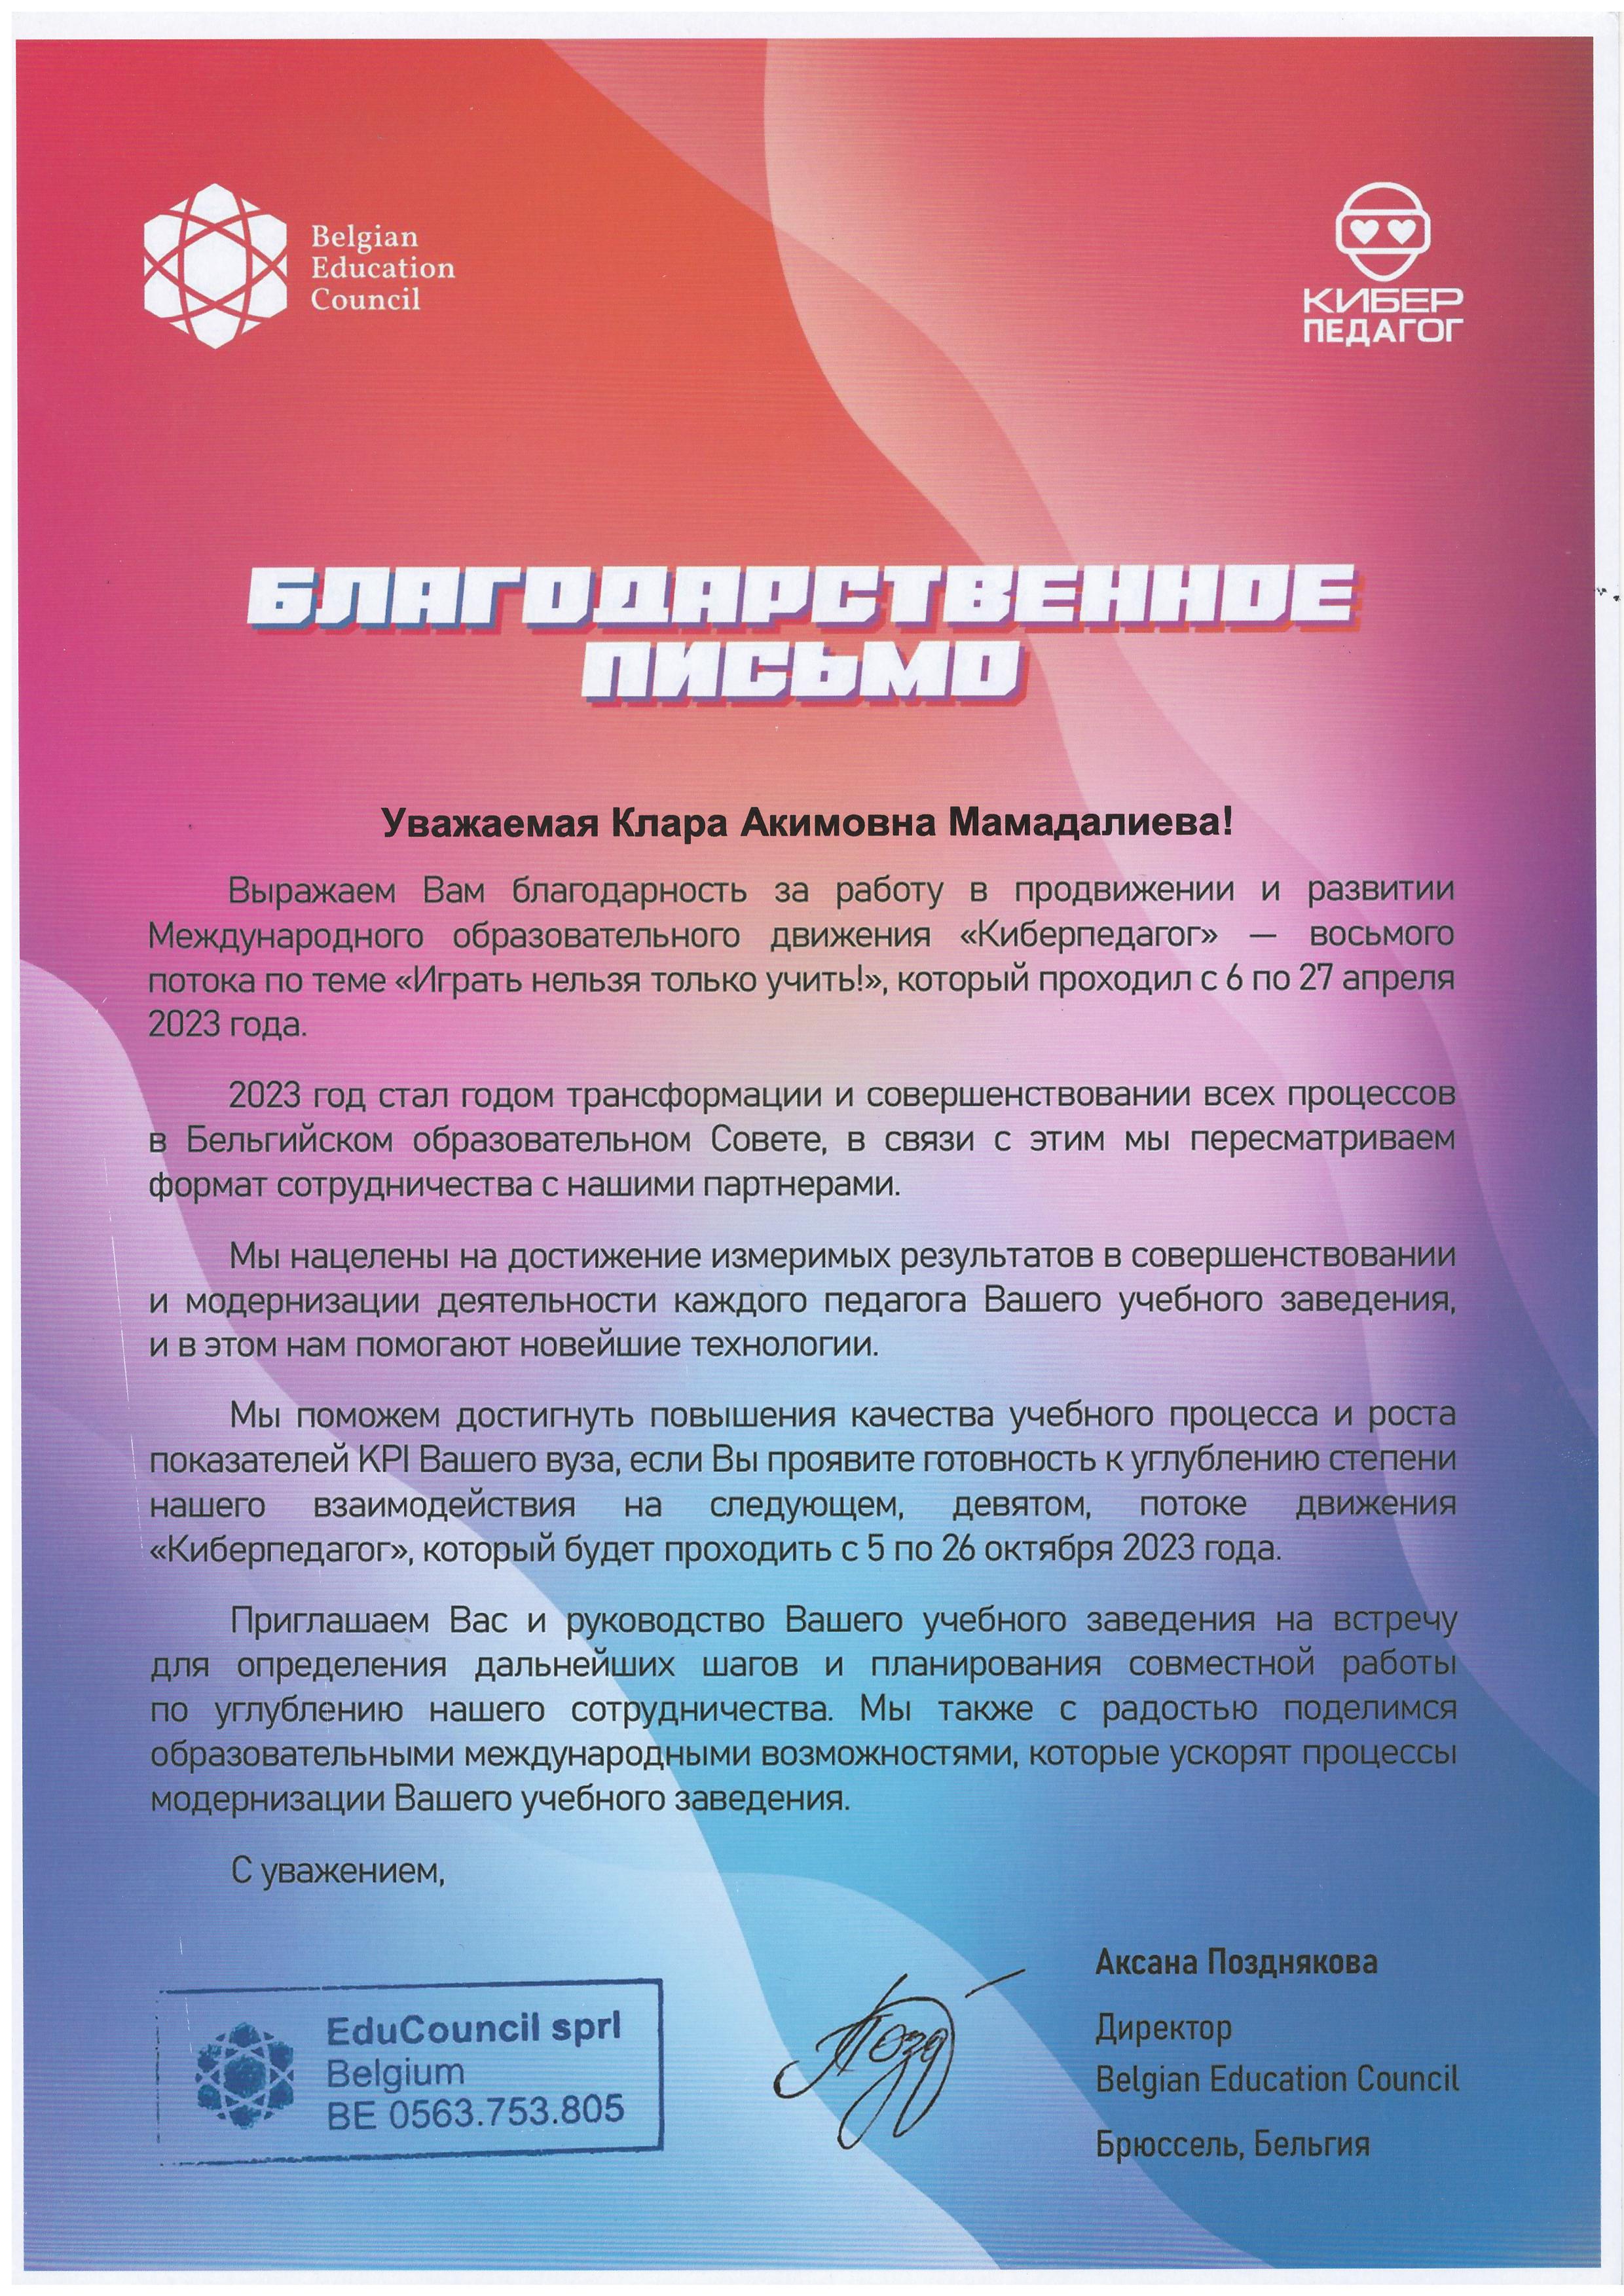 Belgian
Education
Council
КИБЕР
ПЕДАГОГ
БЛАГОДАРСТВЕННОЕ
ПИСЬМО
Уважаемая Клара Акимовна Мамадалиева!
Выражаем Вам благодарность за работу в продвижении и развитии
Международного образовательного движения «Киберпедагог» — восьмого
потока по теме «Играть нельзя только учить!», который проходил с 6 по 27 апреля
2023 года.
2023 год стал годом трансформации и совершенствовании всех процессов
в Бельгийском образовательном Совете, в связи с этим мы пересматриваем
формат сотрудничества с нашими партнерами.
Мы нацелены на достижение измеримых результатов в совершенствовании
и модернизации деятельности каждого педагога Вашего учебного заведения,
и в этом нам помогают новейшие технологии.
Мы поможем достигнуть повышения качества учебного процесса и роста
показателей KPI Вашего вуза, если Вы проявите готовность к углублению степени
нашего взаимодействия на следующем, девятом, потоке движения
«Киберпедагог», который будет проходить с 5 по 26 октября 2023 года.
Приглашаем Вас и руководство Вашего учебного заведения на встречу
для определения дальнейших шагов и планирования совместной работы
по углублению нашего сотрудничества. Мы также с радостью поделимся
образовательными международными возможностями, которые ускорят процессы
модернизации Вашего учебного заведения.
С уважением,
EduCouncil sprl
Belgium
BE 0563.753.805
Аксана Позднякова
Директор
Belgian Education Council
Брюссель, Бельгия